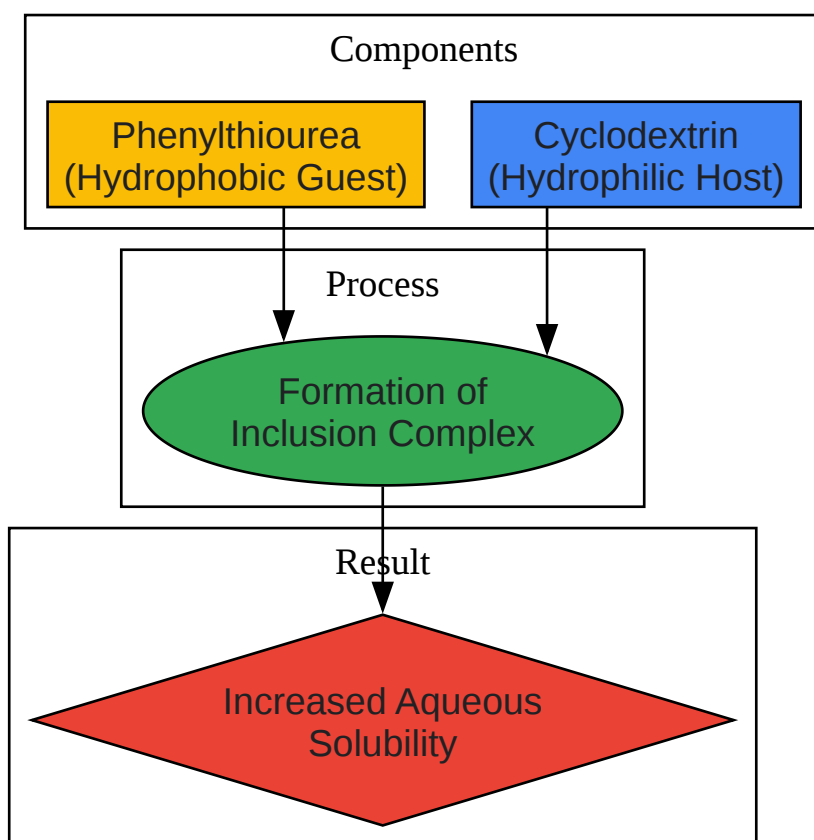 Components
Phenylthiourea
(Hydrophobic Guest)
Cyclodextrin
(Hydrophilic Host)
Process
Formation of
Inclusion Complex
Result
Increased Aqueous
Solubility